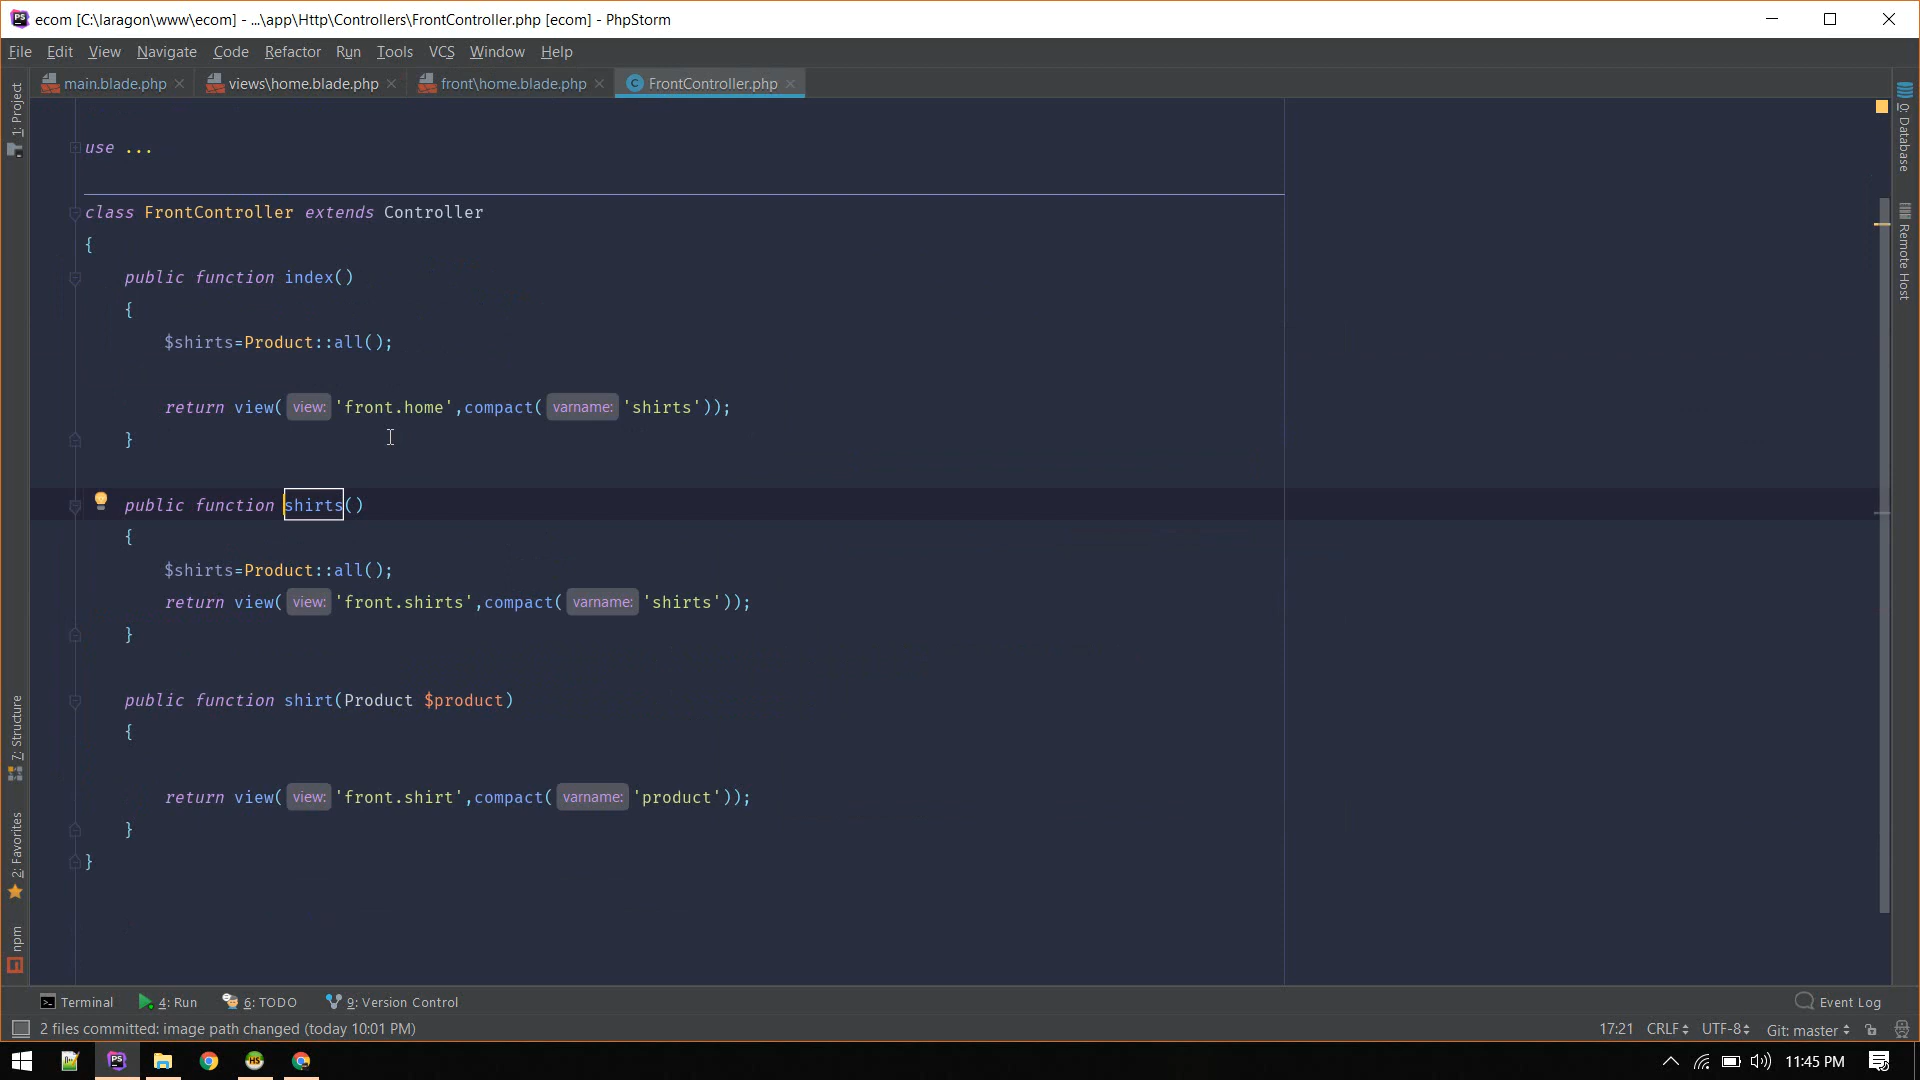 ecom [C:\laragon\www\ecom] - ...\app\Http\Controllers\FrontController.php [ecom] - PhpStorm
File Edit View Navigate Code Refactor Run Tools VCS Window Help
main.blade.php views\home.blade.php front\home.blade.php FrontController.php
1: Project
7: Structure
2: Favorites
npm
use ...
class FrontController extends Controller
{
public function index()
{
$shirts=Product::all();
return view( view: 'front.home',compact( varname: 'shirts'));
}
public function shirts()
{
$shirts=Product::all();
return view( view: 'front.shirts',compact( varname: 'shirts'));
}
public function shirt(Product $product)
{
return view( view: 'front.shirt',compact( varname: 'product'));
}
}
0: Database
Remote Host
Terminal 4: Run 6: TODO 9: Version Control Event Log
2 files committed: image path changed (today 10:01 PM) 17:21 CRLF UTF-8 Git: master
PS HS 11:45 PM